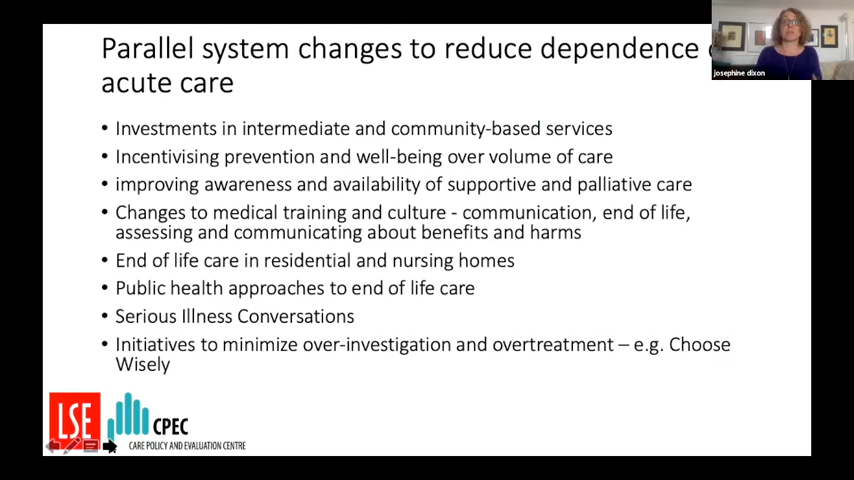 Parallel system changes to reduce dependence
acute care
• Investments in intermediate and community-based services
• Incentivising prevention and well-being over volume of care
• improving awareness and availability of supportive and palliative care
• Changes to medical training and culture - communication, end of life,
assessing and communicating about benefits and harms
• End of life care in residential and nursing homes
• Public health approaches to end of life care
• Serious Illness Conversations
• Initiatives to minimize over-investigation and overtreatment – e.g. Choose
Wisely
josephine dixon
LSE
CPEC
CARE POLICY AND EVALUATION CENTRE